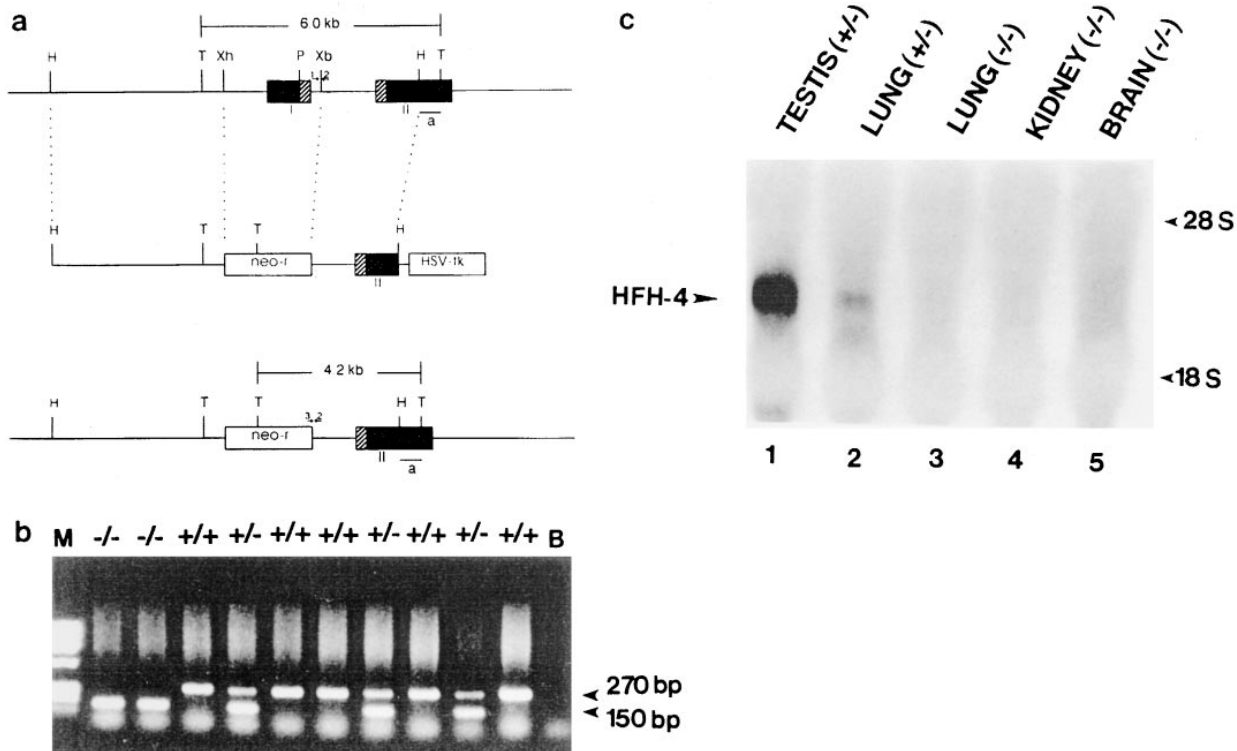 a
6.0 kb
H T Xh P Xb H T
1 2
I II
a
H T T H
neo-r HSV-tk
II
4.2 kb
H T T H T
3 2
neo-r
II
a
b
M -/- -/- +/+ +/- +/+ +/+ +/- +/+ +/- +/+ B
270 bp
150 bp
c
TESTIS (+/-)
LUNG (+/-)
LUNG (-/-)
KIDNEY (-/-)
BRAIN (-/-)
28 S
HFH-4
18 S
1 2 3 4 5